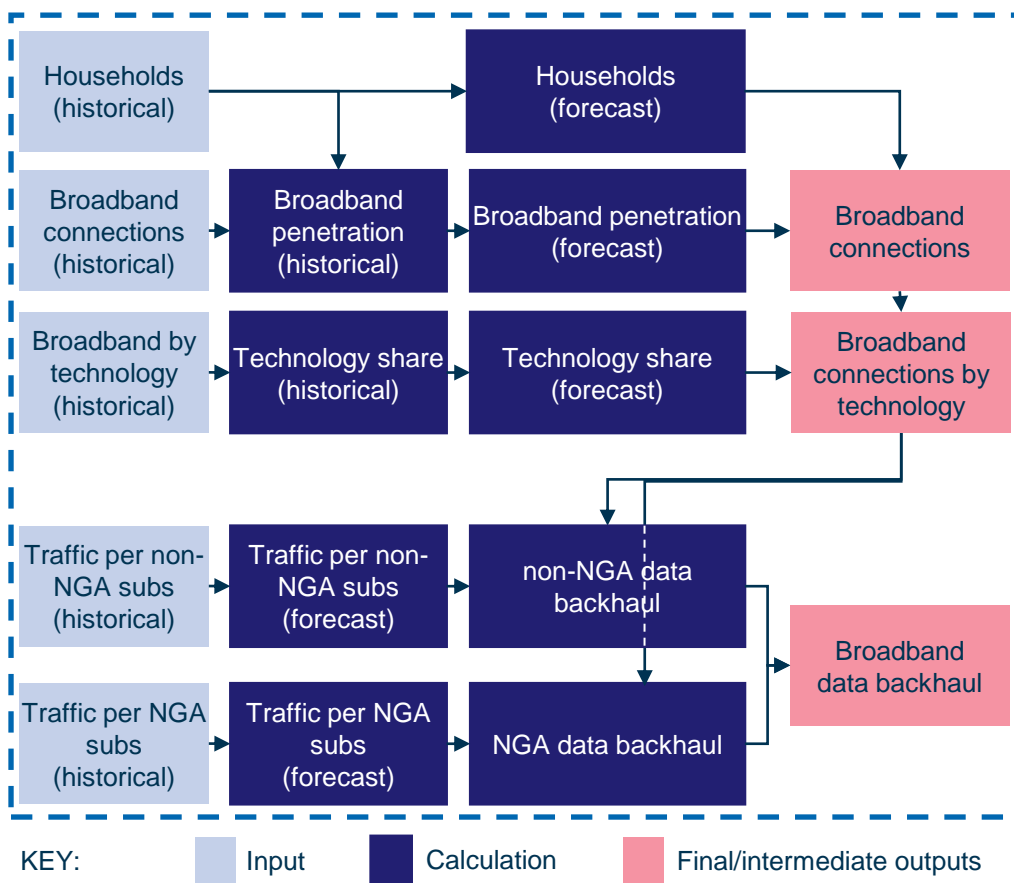 Households
(historical)
Households
(forecast)
Broadband
connections
(historical)
Broadband
penetration
(historical)
Broadband penetration
(forecast)
Broadband
connections
Broadband by
technology
(historical)
Technology share
(historical)
Technology share
(forecast)
Broadband
connections by
technology
Traffic per non-
NGA subs
(historical)
Traffic per non-
NGA subs
(forecast)
non-NGA data
backhaul
Broadband
data backhaul
Traffic per NGA
subs
(historical)
Traffic per NGA
subs
(forecast)
NGA data backhaul
KEY:
Input
Calculation
Final/intermediate outputs